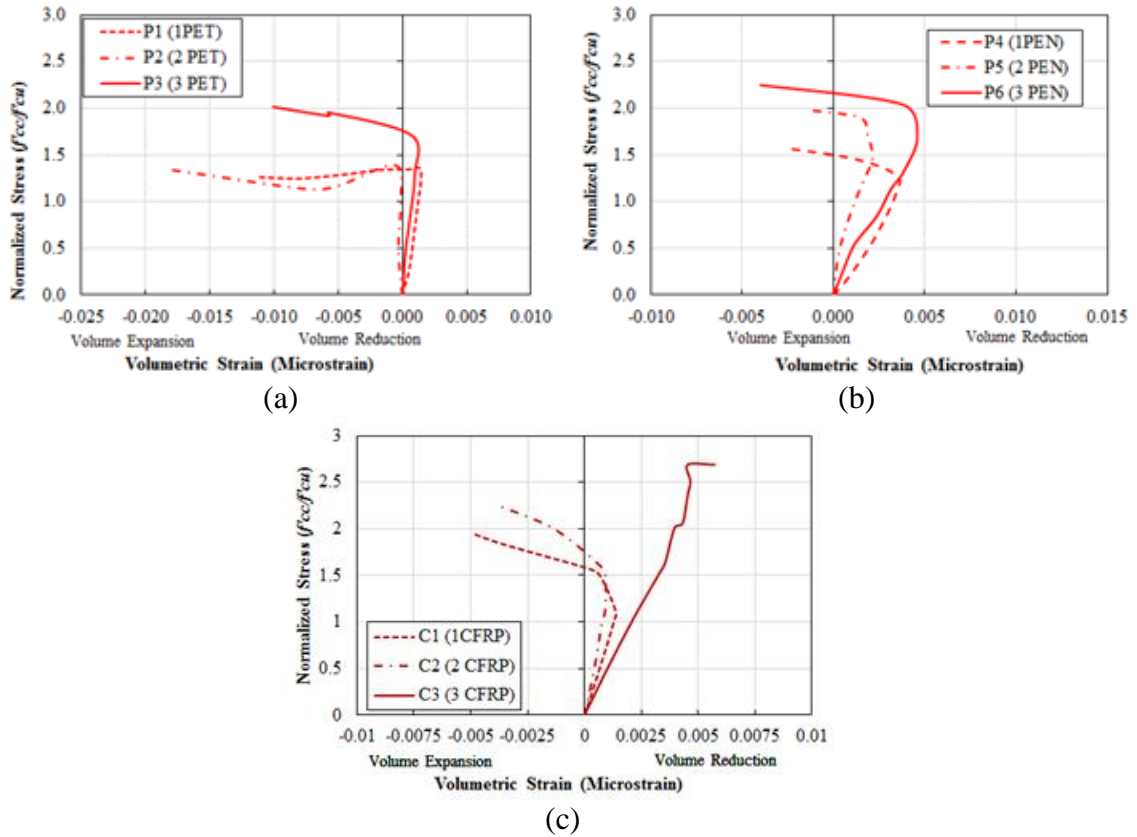 3.0
2.5
2.0
1.5
1.0
0.5
0.0
Normalized Stress (f'cc/f'cu)
P1 (1PET)
P2 (2 PET)
P3 (3 PET)
-0.025 -0.020 -0.015 -0.010 -0.005 0.000 0.005 0.010
Volume Expansion Volume Reduction
Volumetric Strain (Microstrain)
(a)
3.0
2.5
2.0
1.5
1.0
0.5
0.0
Normalized Stress (f'cc/f'cu)
P4 (1PEN)
P5 (2 PEN)
P6 (3 PEN)
-0.010 -0.005 0.000 0.005 0.010 0.015
Volume Expansion Volume Reduction
Volumetric Strain (Microstrain)
(b)
3
2.5
2
1.5
1
0.5
0
Normalized Stress (f'cc/f'cu)
C1 (1CFRP)
C2 (2 CFRP)
C3 (3 CFRP)
-0.01 -0.0075 -0.005 -0.0025 0 0.0025 0.005 0.0075 0.01
Volume Expansion Volume Reduction
Volumetric Strain (Microstrain)
(c)